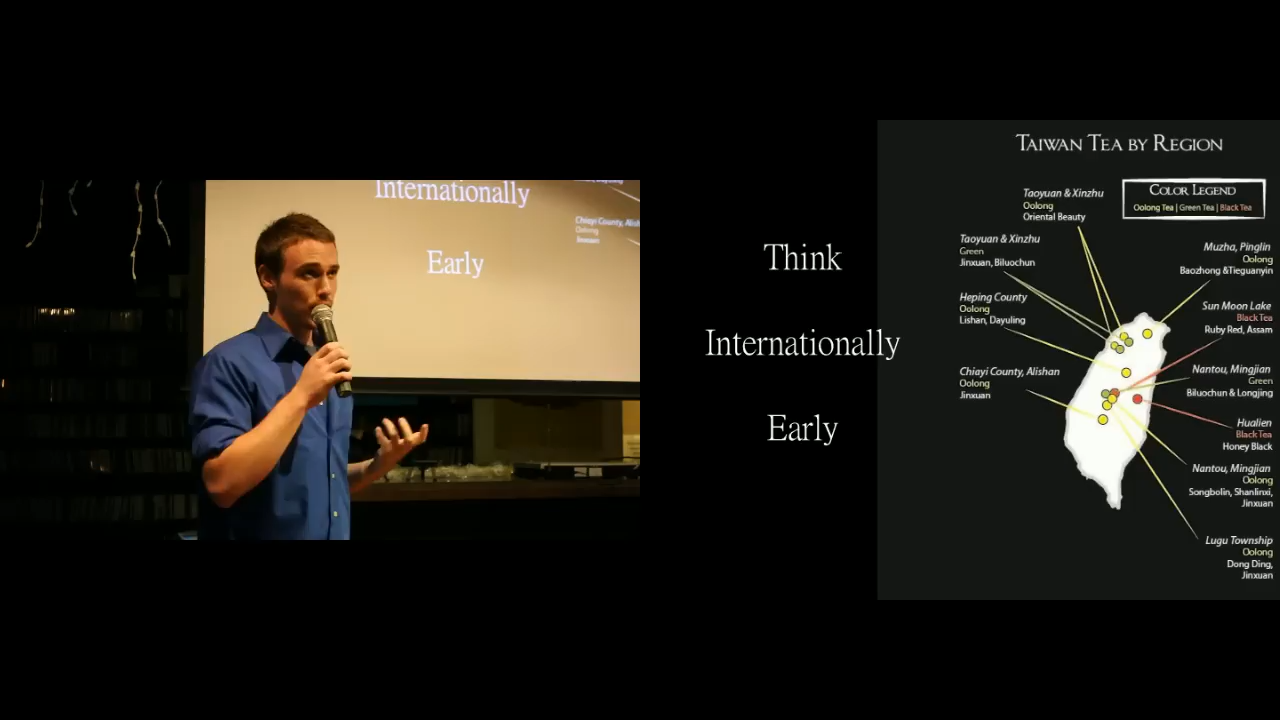 Internationally
Early
Chiayi County, Alish
Oolong
Jinxuan
Think
Internationally
Early
TAIWAN TEA BY REGION
COLOR LEGEND
Oolong Tea | Green Tea | Black Tea
Taoyuan & Xinzhu
Oolong
Oriental Beauty
Taoyuan & Xinzhu
Green
Jinxuan, Biluochun
Heping County
Oolong
Lishan, Dayuling
Chiayi County, Alishan
Oolong
Jinxuan
Muzha, Pinglin
Oolong
Baozhong &Tieguanyin
Sun Moon Lake
Black Tea
Ruby Red, Assam
Nantou, Mingjian
Green
Biluochun & Longjing
Hualien
Black Tea
Honey Black
Nantou, Mingjian
Oolong
Songbolin, Shanlinxi,
Jinxuan
Lugu Township
Oolong
Dong Ding,
Jinxuan